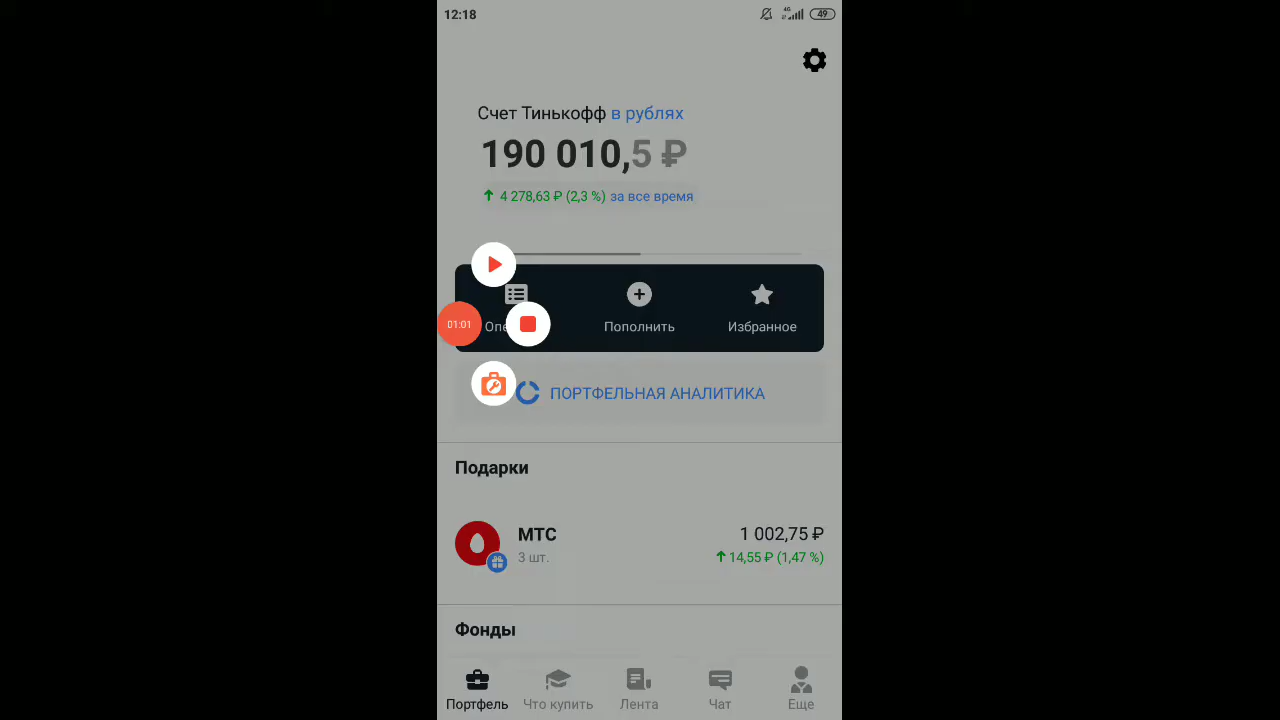 12:18
4G
49
Счет Тинькофф в рублях
190 010,5 ₽
4 278,63 ₽ (2,3 %) за все время
01:01
Пополнить
Избранное
ПОРТФЕЛЬНАЯ АНАЛИТИКА
Подарки
МТС
1 002,75 ₽
3 шт.
14,55 ₽ (1,47 %)
Фонды
Портфель
Что купить
Лента
Чат
Еще